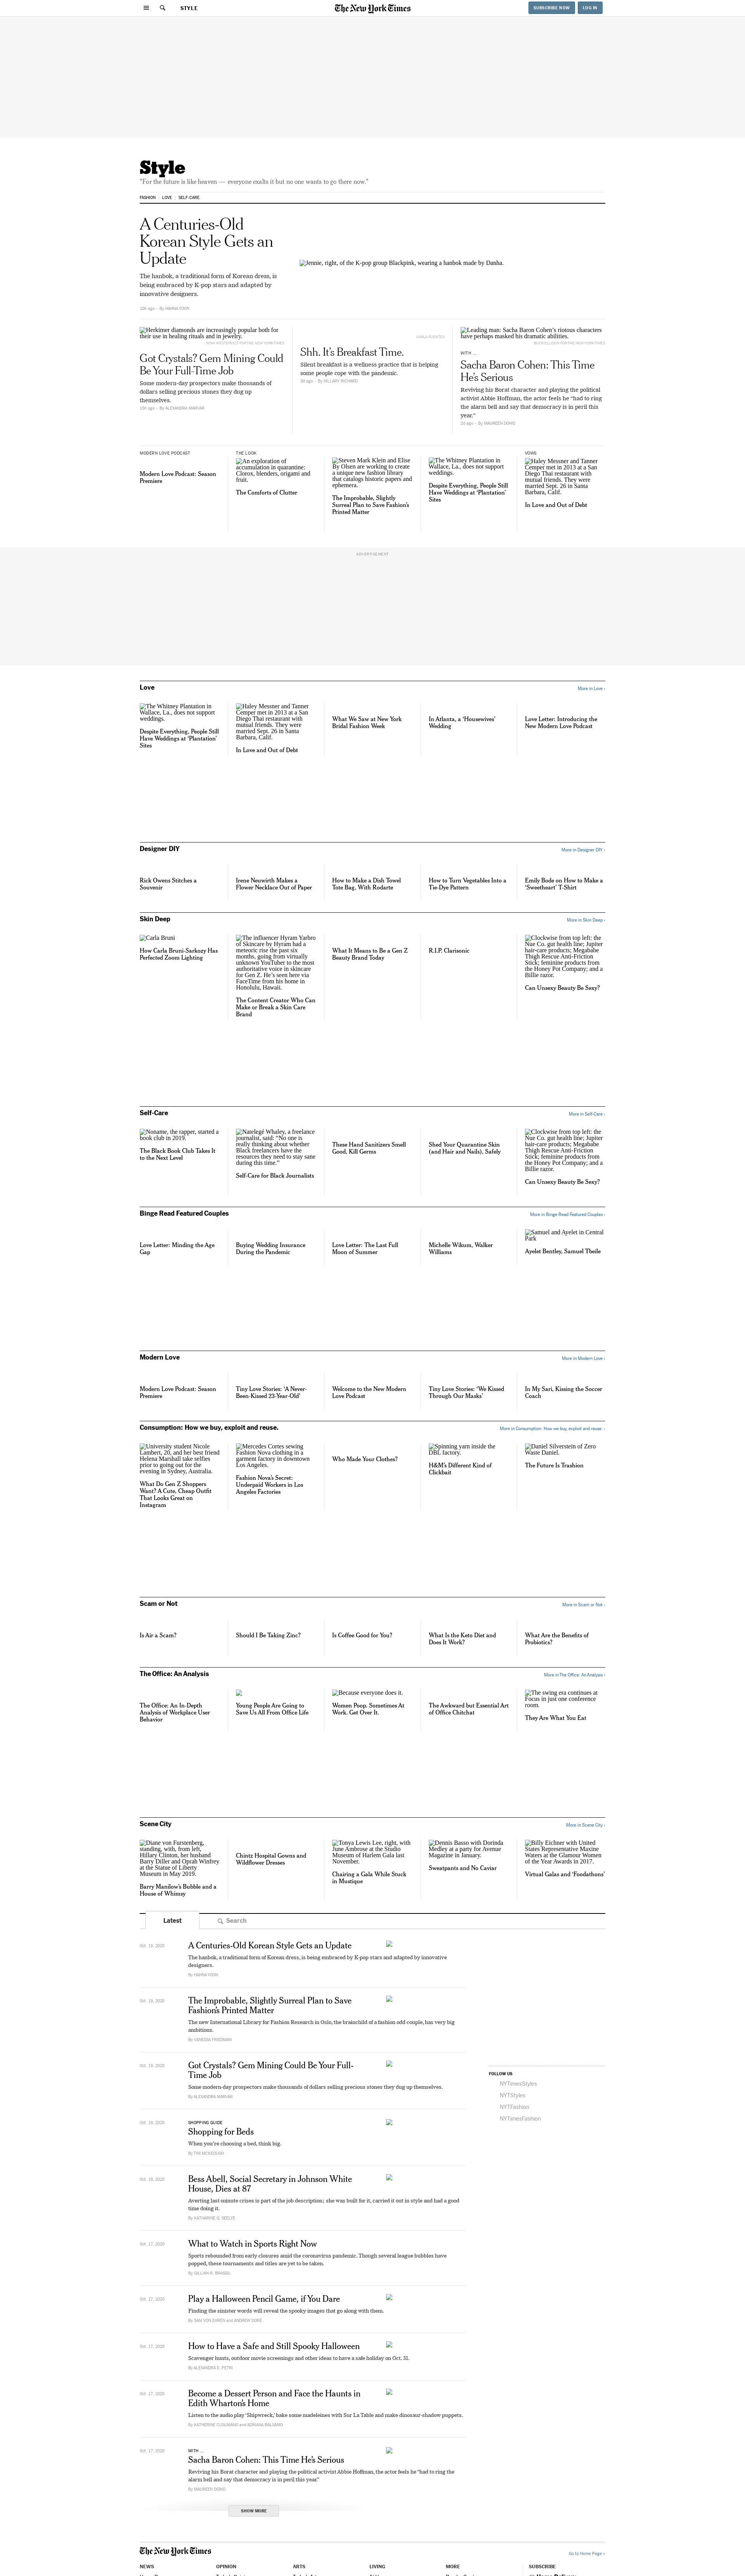 STYLE
The New York Times
SUBSCRIBE NOW
LOG IN
Style
"For the future is like heaven — everyone exalts it but no one wants to go there now."
FASHION
LOVE
SELF-CARE
A Centuries-Old
Korean Style Gets an
Update
The hanbok, a traditional form of Korean dress, is
being embraced by K-pop stars and adapted by
innovative designers.
By HAHNA YOON
Jennie, right, of the K-pop group Blackpink, wearing a hanbok made by Danha.
Herkimer diamonds are increasingly popular both for
their use in healing rituals and in jewelry.
Got Crystals? Gem Mining Could
Be Your Full-Time Job
Some modern-day prospectors make thousands of
dollars selling precious stones they dug up
themselves.
By ALEXANDRA MARVAR
Shh. It's Breakfast Time.
Silent breakfast is a wellness practice that is helping
some people cope with the pandemic.
By HILLARY RICHARD
Leading man: Sacha Baron Cohen's riotous characters
have perhaps masked his dramatic abilities.
WITH ...
Sacha Baron Cohen: This Time
He's Serious
Reviving his Borat character and playing the political
activist Abbie Hoffman, the actor feels he "had to ring
the alarm bell and say that democracy is in peril this
year."
2d ago · By MAUREEN DOWD
MODERN LOVE PODCAST
Modern Love Podcast: Season
Premiere
THE LOOK
An exploration of
accumulation in quarantine:
Clorox, blenders, origami and
fruit.
The Comforts of Clutter
Steven Mark Klein and Elise
By Olsen are working to create
a unique new fashion library
that catalogs historic papers and
ephemera.
The Improbable, Slightly
Surreal Plan to Save Fashion's
Printed Matter
The Whitney Plantation in
Wallace, La., does not support
weddings.
Despite Everything, People Still
Have Weddings at 'Plantation'
Sites
VOWS
Haley Messner and Tanner
Cemper met in 2013 at a San
Diego Thai restaurant with
mutual friends. They were
married Sept. 26 in Santa
Barbara, Calif.
In Love and Out of Debt
ADVERTISEMENT
Love
More in Love ›
The Whitney Plantation in
Wallace, La., does not support
weddings.
Despite Everything, People Still
Have Weddings at 'Plantation'
Sites
Haley Messner and Tanner
Cemper met in 2013 at a San
Diego Thai restaurant with
mutual friends. They were
married Sept. 26 in Santa
Barbara, Calif.
In Love and Out of Debt
What We Saw at New York
Bridal Fashion Week
In Atlanta, a 'Housewives'
Wedding
Love Letter: Introducing the
New Modern Love Podcast
Designer DIY
More in Designer DIY ›
Rick Owens Stitches a
Souvenir
Irene Neuwirth Makes a
Flower Necklace Out of Paper
How to Make a Dish Towel
Tote Bag, With Rodarte
How to Turn Vegetables Into a
Tie-Dye Pattern
Emily Bode on How to Make a
'Sweetheart' T-Shirt
Skin Deep
More in Skin Deep ›
Carla Bruni
How Carla Bruni-Sarkozy Has
Perfected Zoom Lighting
The influencer Hyram Yarbro
of Skincare by Hyram had a
meteoric rise the past six
months, going from virtually
unknown YouTuber to the most
authoritative voice in skincare
for Gen Z. He's seen here via
FaceTime from his home in
Honolulu, Hawaii.
The Content Creator Who Can
Make or Break a Skin Care
Brand
What It Means to Be a Gen Z
Beauty Brand Today
R.I.P. Clarisonic
Clockwise from top left: the
Nue Co. gut health line; Jupiter
hair-care products; Megababe
Thigh Rescue Anti-Friction
Stick; feminine products from
the Honey Pot Company; and a
Billie razor.
Can Unsexy Beauty Be Sexy?
Self-Care
More in Self-Care ›
Noname, the rapper, started a
book club in 2019.
The Black Book Club Takes It
to the Next Level
Natelegé Whaley, a freelance
journalist, said: "No one is
really thinking about whether
Black freelancers have the
resources they need to stay sane
during this time."
Self-Care for Black Journalists
These Hand Sanitizers Smell
Good, Kill Germs
Shed Your Quarantine Skin
(and Hair and Nails), Safely
Clockwise from top left: the
Nue Co. gut health line; Jupiter
hair-care products; Megababe
Thigh Rescue Anti-Friction
Stick; feminine products from
the Honey Pot Company; and a
Billie razor.
Can Unsexy Beauty Be Sexy?
Binge Read Featured Couples
More in Binge Read Featured Couples ›
Love Letter: Minding the Age
Gap
Buying Wedding Insurance
During the Pandemic
Love Letter: The Last Full
Moon of Summer
Michelle Wikum, Walker
Williams
Samuel and Ayelet in Central
Park
Ayelet Bentley, Samuel Theile
Modern Love
More in Modern Love ›
Modern Love Podcast: Season
Premiere
Tiny Love Stories: 'A Never-
Been-Kissed 23-Year-Old'
Welcome to the New Modern
Love Podcast
Tiny Love Stories: 'We Kissed
Through Our Masks'
In My Sari, Kissing the Soccer
Coach
Consumption: How we buy, exploit and reuse.
More in Consumption: How we buy, exploit and reuse. ›
University student Nicole
Lambert, 20, and her best friend
Helena Marshall take selfies
prior to going out for the
evening in Sydney, Australia.
What Do Gen Z Shoppers
Want? A Cute, Cheap Outfit
That Looks Great on
Instagram
Mercedes Cortes sewing
Fashion Nova clothing in a
garment factory in downtown
Los Angeles.
Fashion Nova's Secret:
Underpaid Workers in Los
Angeles Factories
Who Made Your Clothes?
Spinning yarn inside the
DBL factory.
H&M's Different Kind of
Clickbait
Daniel Silverstein of Zero
Waste Daniel.
The Future Is Trashion
Scam or Not
More in Scam or Not ›
Is Air a Scam?
Should I Be Taking Zinc?
Is Coffee Good for You?
What Is the Keto Diet and
Does It Work?
What Are the Benefits of
Probiotics?
The Office: An Analysis
More in The Office: An Analysis ›
The Office: An In-Depth
Analysis of Workplace User
Behavior
Young People Are Going to
Save Us All From Office Life
Because everyone does it.
Women Poop. Sometimes At
Work. Get Over It.
The Awkward but Essential Art
of Office Chitchat
The swing era continues at
Focus in just one conference
room.
They Are What You Eat
Scene City
More in Scene City ›
Diane von Furstenberg,
standing, with, from left,
Hillary Clinton, her husband
Barry Diller and Oprah Winfrey
at the Statue of Liberty
Museum in May 2019.
Barry Manilow's Bubble and a
House of Whimsy
Chintz Hospital Gowns and
Wildflower Dresses
Tonya Lewis Lee, right, with
June Ambrose at the Studio
Museum of Harlem Gala last
November.
Chairing a Gala While Stuck
in Mustique
Dennis Basso with Dorinda
Medley at a party for Avenue
Magazine in January.
Sweatpants and No Caviar
Billy Eichner with United
States Representative Maxine
Waters at the Glamour Women
of the Year Awards in 2017.
Virtual Galas and 'Foodathons'
Latest
Search
Oct. 19, 2020
A Centuries-Old Korean Style Gets an Update
The hanbok, a traditional form of Korean dress, is being embraced by K-pop stars and adapted by innovative
designers.
By HAHNA YOON
Oct. 19, 2020
The Improbable, Slightly Surreal Plan to Save
Fashion's Printed Matter
The new International Library for Fashion Research in Oslo, the brainchild of a fashion odd couple, has very big
ambitions.
By VANESSA FRIEDMAN
Oct. 19, 2020
Got Crystals? Gem Mining Could Be Your Full-
Time Job
Some modern-day prospectors make thousands of dollars selling precious stones they dug up themselves.
By ALEXANDRA MARVAR
SHOPPING GUIDE
Shopping for Beds
When you're choosing a bed, think big.
By TIM MCKEOUGH
Bess Abell, Social Secretary in Johnson White
House, Dies at 87
Averting last-minute crises is part of the job description; she was built for it, carried it out in style and had a good
time doing it.
By KATHARINE Q. SEELYE
Oct. 17, 2020
What to Watch in Sports Right Now
Sports rebounded from early closures amid the coronavirus pandemic. Though several league bubbles have
popped, these tournaments and titles are yet to be taken.
By GILLIAN R. BRASSIL
Oct. 17, 2020
Play a Halloween Pencil Game, if You Dare
Finding the sinister words will reveal the spooky images that go along with them.
By SAM VON EHREN and ANDREW DORE
Oct. 17, 2020
How to Have a Safe and Still Spooky Halloween
Scavenger hunts, outdoor movie screenings and other ideas to have a safe holiday on Oct. 31.
By ALEXANDRA E. PETRI
Oct. 17, 2020
Become a Dessert Person and Face the Haunts in
Edith Wharton's Home
Listen to the audio play 'Shipwreck,' bake some madeleines with Sur La Table and make dinosaur-shadow puppets.
By KATHERINE CUSUMANO and ADRIANA BALSAMO
Oct. 17, 2020
WITH ...
Sacha Baron Cohen: This Time He's Serious
Reviving his Borat character and playing the political activist Abbie Hoffman, the actor feels he "had to ring the
alarm bell and say that democracy is in peril this year."
By MAUREEN DOWD
SHOW MORE
FOLLOW US
NYTimesStyles
NYTStyles
NYTFashion
NYTimesFashion
The New York Times
Go to Home Page »
NEWS
OPINION
ARTS
LIVING
MORE
SUBSCRIBE